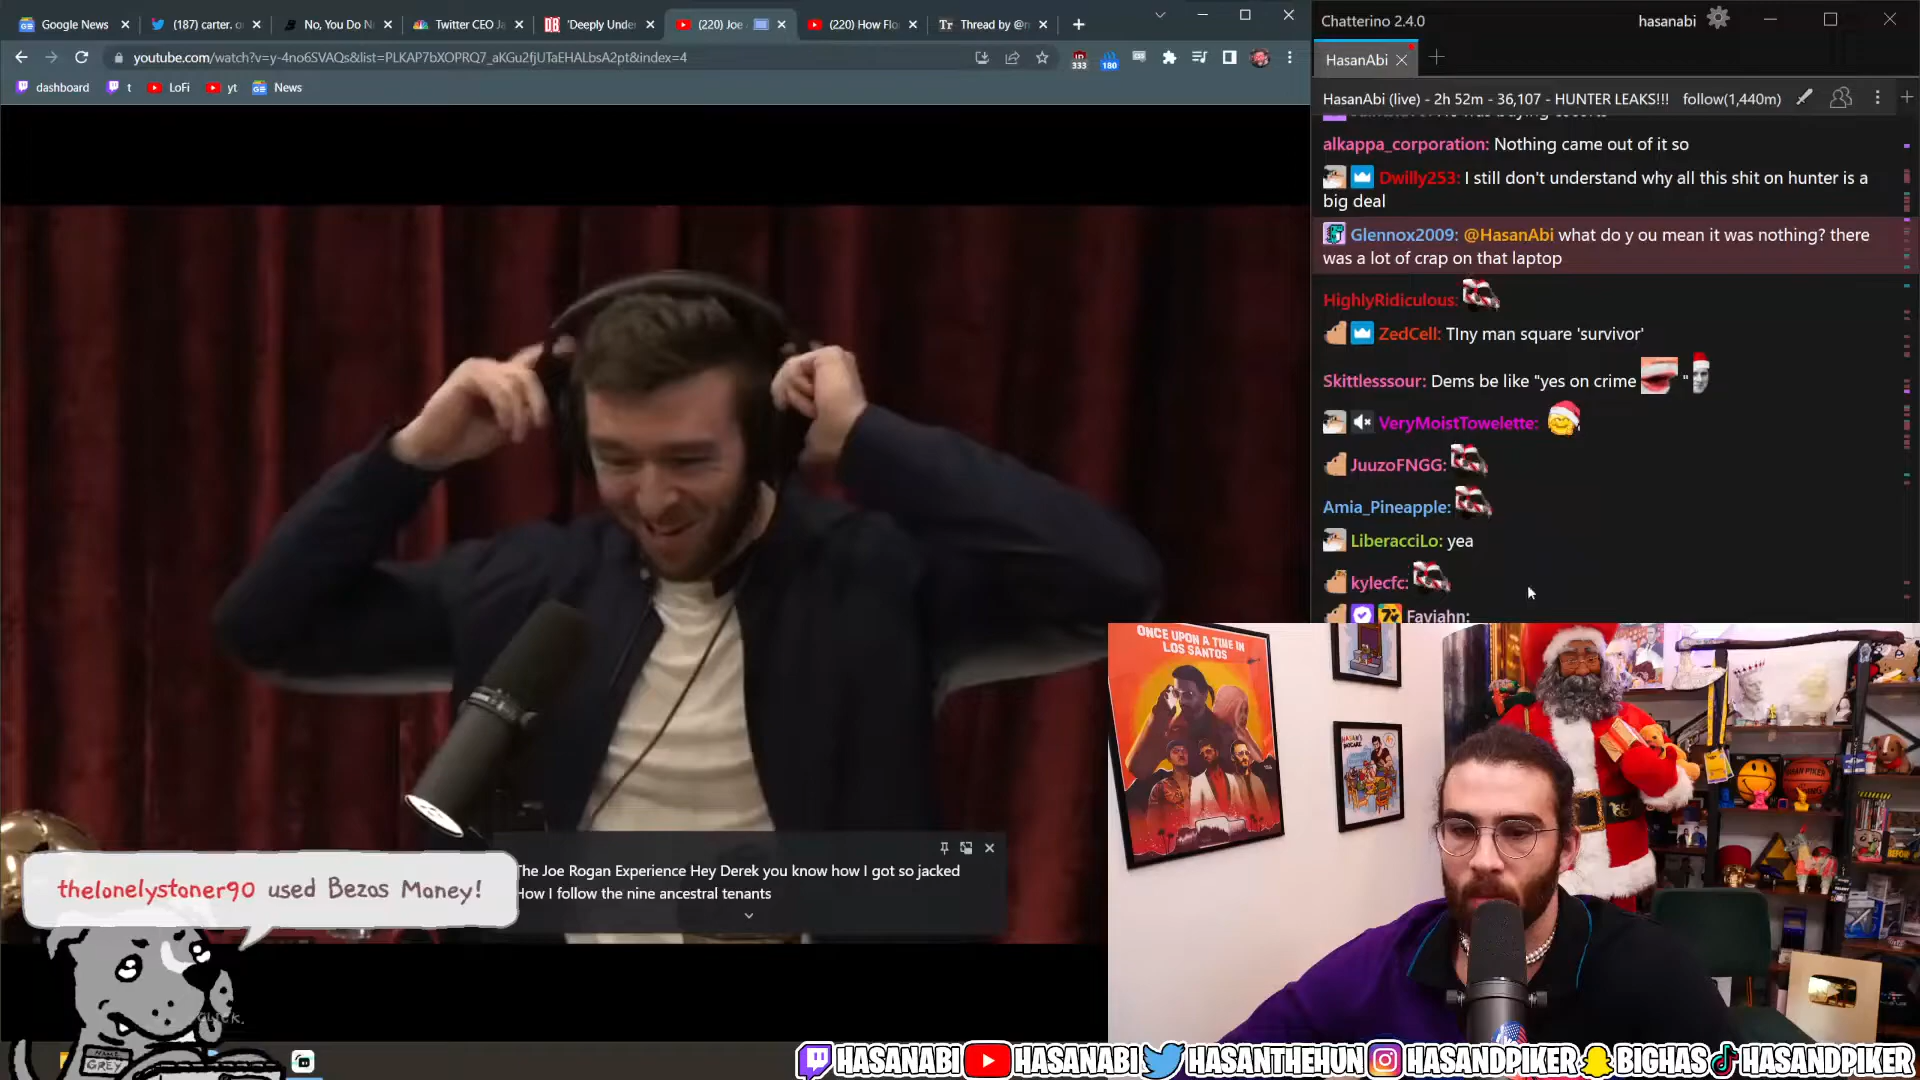 Google News
(187) carter. o
No, You Do N
Twitter CEO Ja
'Deeply Unde
(220) Joe
(220) How Flo
Thread by @r
youtube.com/watch?v=y-4no6SVAQs&list=PLKAP7bXOPRQ7_aKGu2fjUTaEHALbsA2pt&index=4
333
180
dashboard
t
LoFi
yt
News
Chatterino 2.4.0
hasanabi
HasanAbi
HasanAbi (live) - 2h 52m - 36,107 - HUNTER LEAKS!!!
follow(1,440m)
alkappa_corporation: Nothing came out of it so
Dwilly253: I still don't understand why all this shit on hunter is a
big deal
Glennox2009: @HasanAbi what do y ou mean it was nothing? there
was a lot of crap on that laptop
HighlyRidiculous:
ZedCell: TIny man square 'survivor'
Skittlesssour: Dems be like "yes on crime "
VeryMoistTowelette:
JuuzoFNGG:
Amia_Pineapple:
LiberacciLo: yea
kylecfc:
Faviahn:
The Joe Rogan Experience Hey Derek you know how I got so jacked
How I follow the nine ancestral tenants
thelonelystoner90 used Bezos Money!
CLICK.
NAME
GREY
ONCE UPON A TIME IN
LOS SANTOS
HASANABI
HASANABI
HASANTHEHUN
HASANDPIKER
BIGHAS
HASANDPIKER